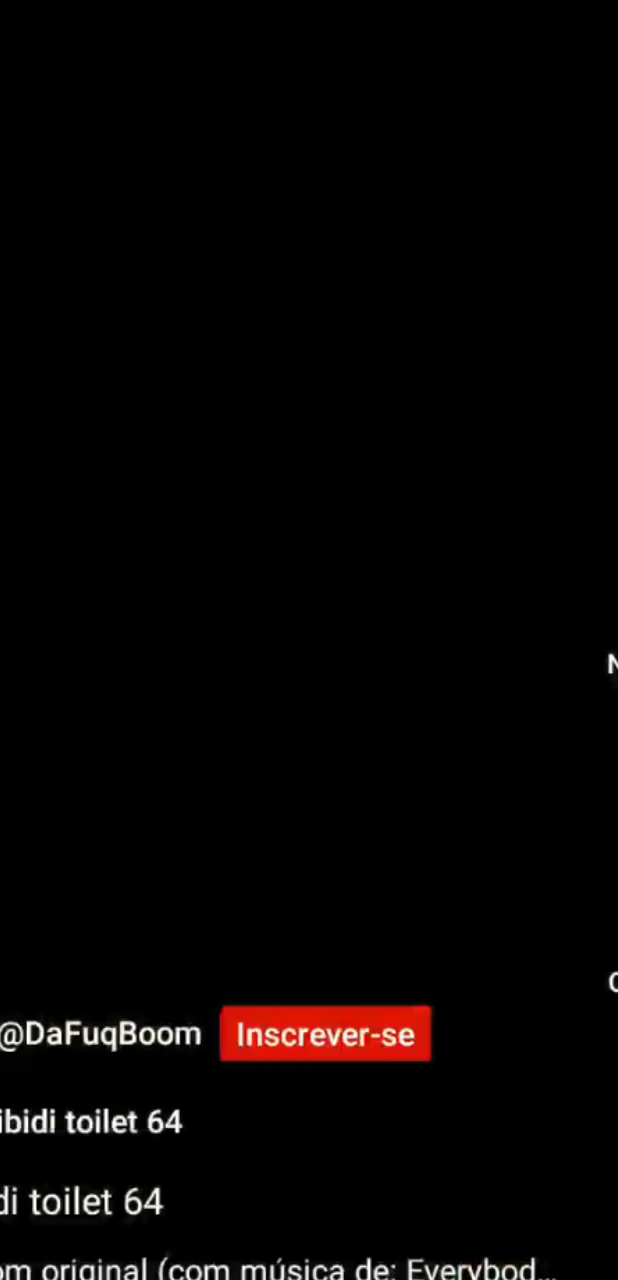 N
@DaFuqBoom Inscrever-se
ibidi toilet 64
di toilet 64
om original (com música de: Everybod...